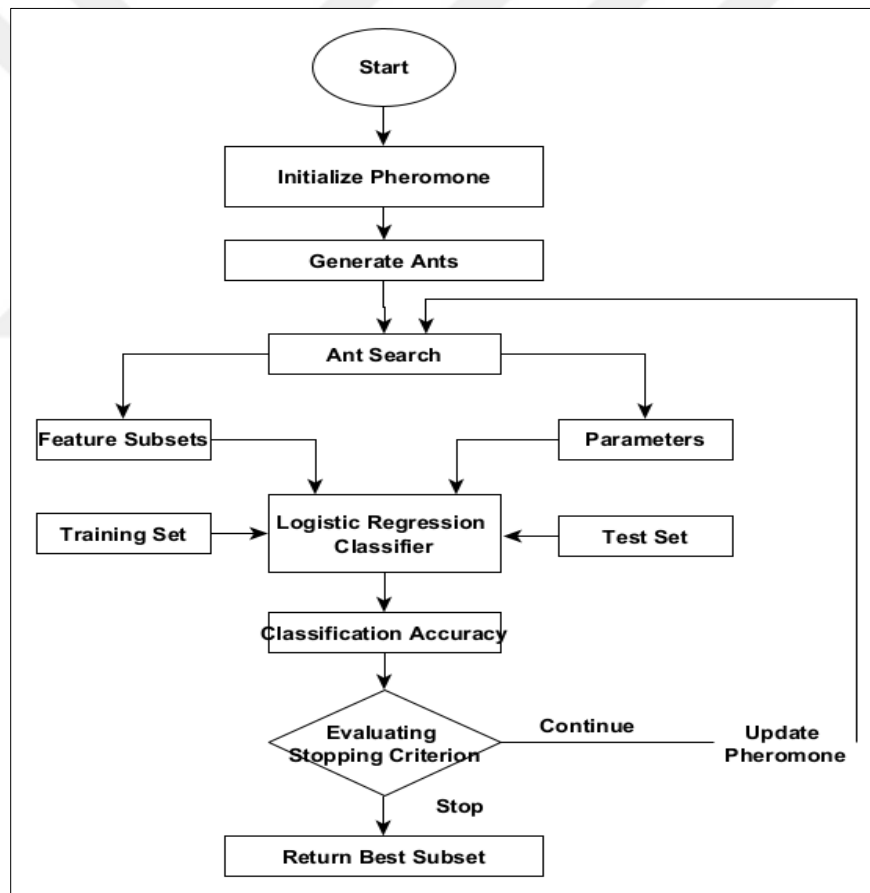 Start
Initialize Pheromone
Generate Ants
Ant Search
Feature Subsets
Parameters
Training Set
Logistic Regression
Classifier
Test Set
Classification Accuracy
Evaluating
Stopping Criterion
Continue
Update
Pheromone
Stop
Return Best Subset